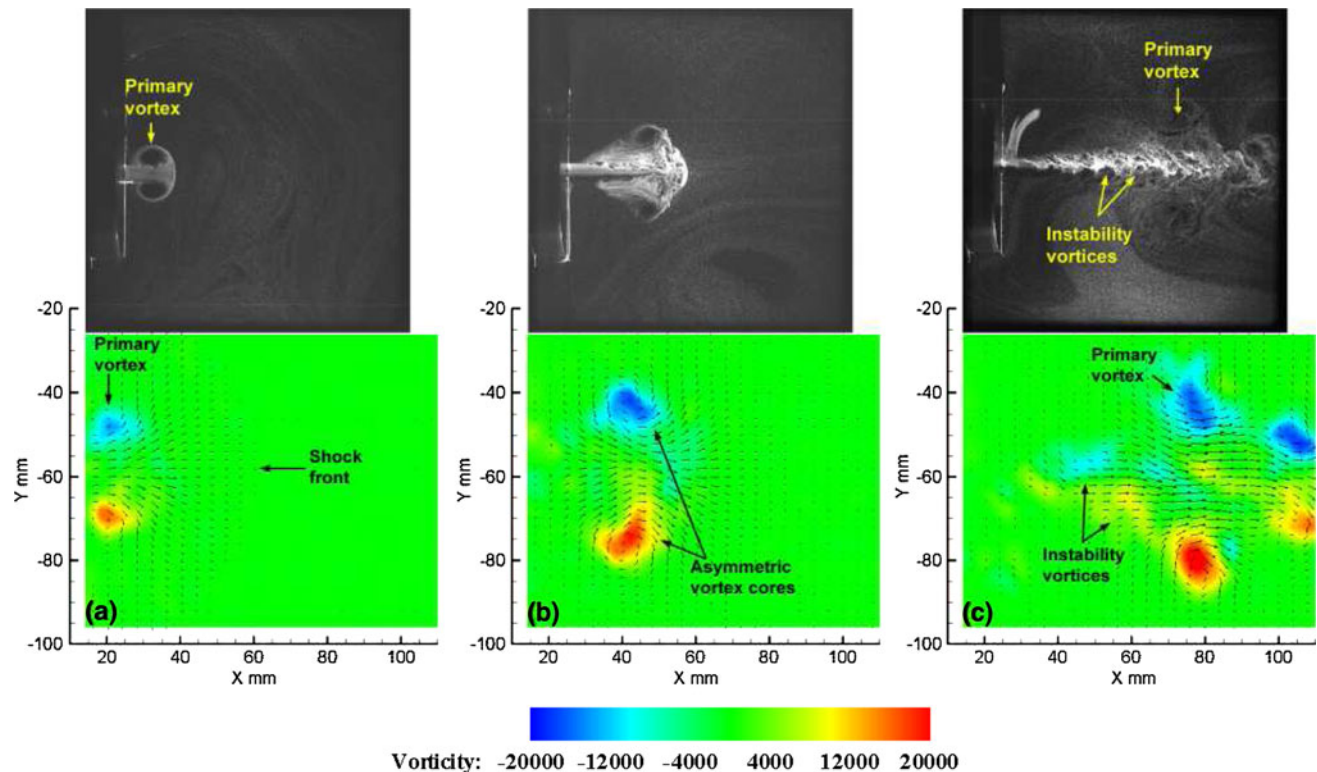 Primary
vortex
Primary
vortex
Instability
vortices
-20
-40
-60
-80
-100
Y mm
Primary
vortex
Shock
front
(a)
20 40 60 80 100
X mm
-20
-40
-60
-80
-100
Y mm
Asymmetric
vortex cores
(b)
20 40 60 80 100
X mm
-20
-40
-60
-80
-100
Y mm
Primary
vortex
Instability
vortices
(c)
20 40 60 80 100
X mm
Vorticity: -20000 -12000 -4000 4000 12000 20000